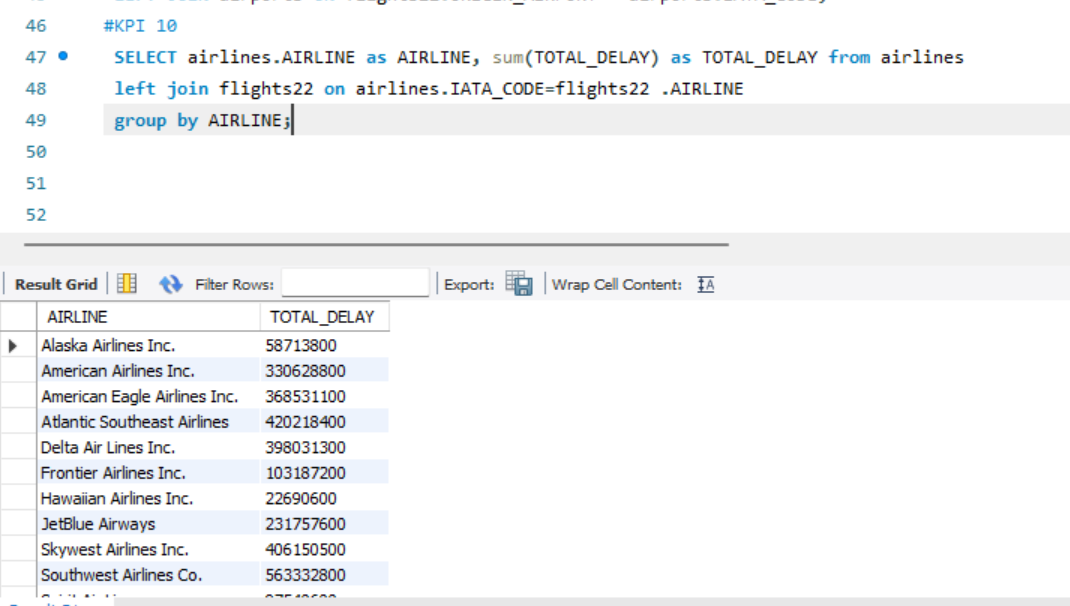 46 #KPI 10
47 SELECT airlines.AIRLINE as AIRLINE, sum(TOTAL_DELAY) as TOTAL_DELAY from airlines
48 left join flights22 on airlines.IATA_CODE=flights22 .AIRLINE
49 group by AIRLINE;
50
51
52
Result Grid Filter Rows: Export: Wrap Cell Content: IA
AIRLINE TOTAL_DELAY
Alaska Airlines Inc. 58713800
American Airlines Inc. 330628800
American Eagle Airlines Inc. 368531100
Atlantic Southeast Airlines 420218400
Delta Air Lines Inc. 398031300
Frontier Airlines Inc. 103187200
Hawaiian Airlines Inc. 22690600
JetBlue Airways 231757600
Skywest Airlines Inc. 406150500
Southwest Airlines Co. 563332800